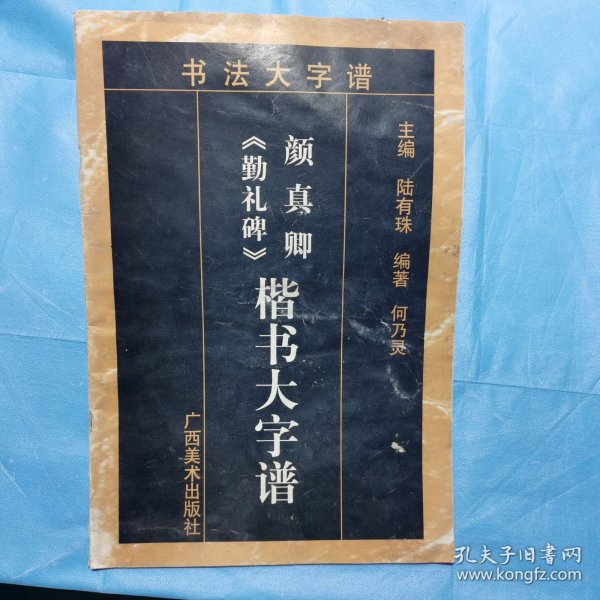 书法大字谱
主编 陆有珠 编著 何乃灵
颜真卿
《勤礼碑》
楷书大字谱
广西美术出版社
孔夫子旧书网
www.kongfz.com